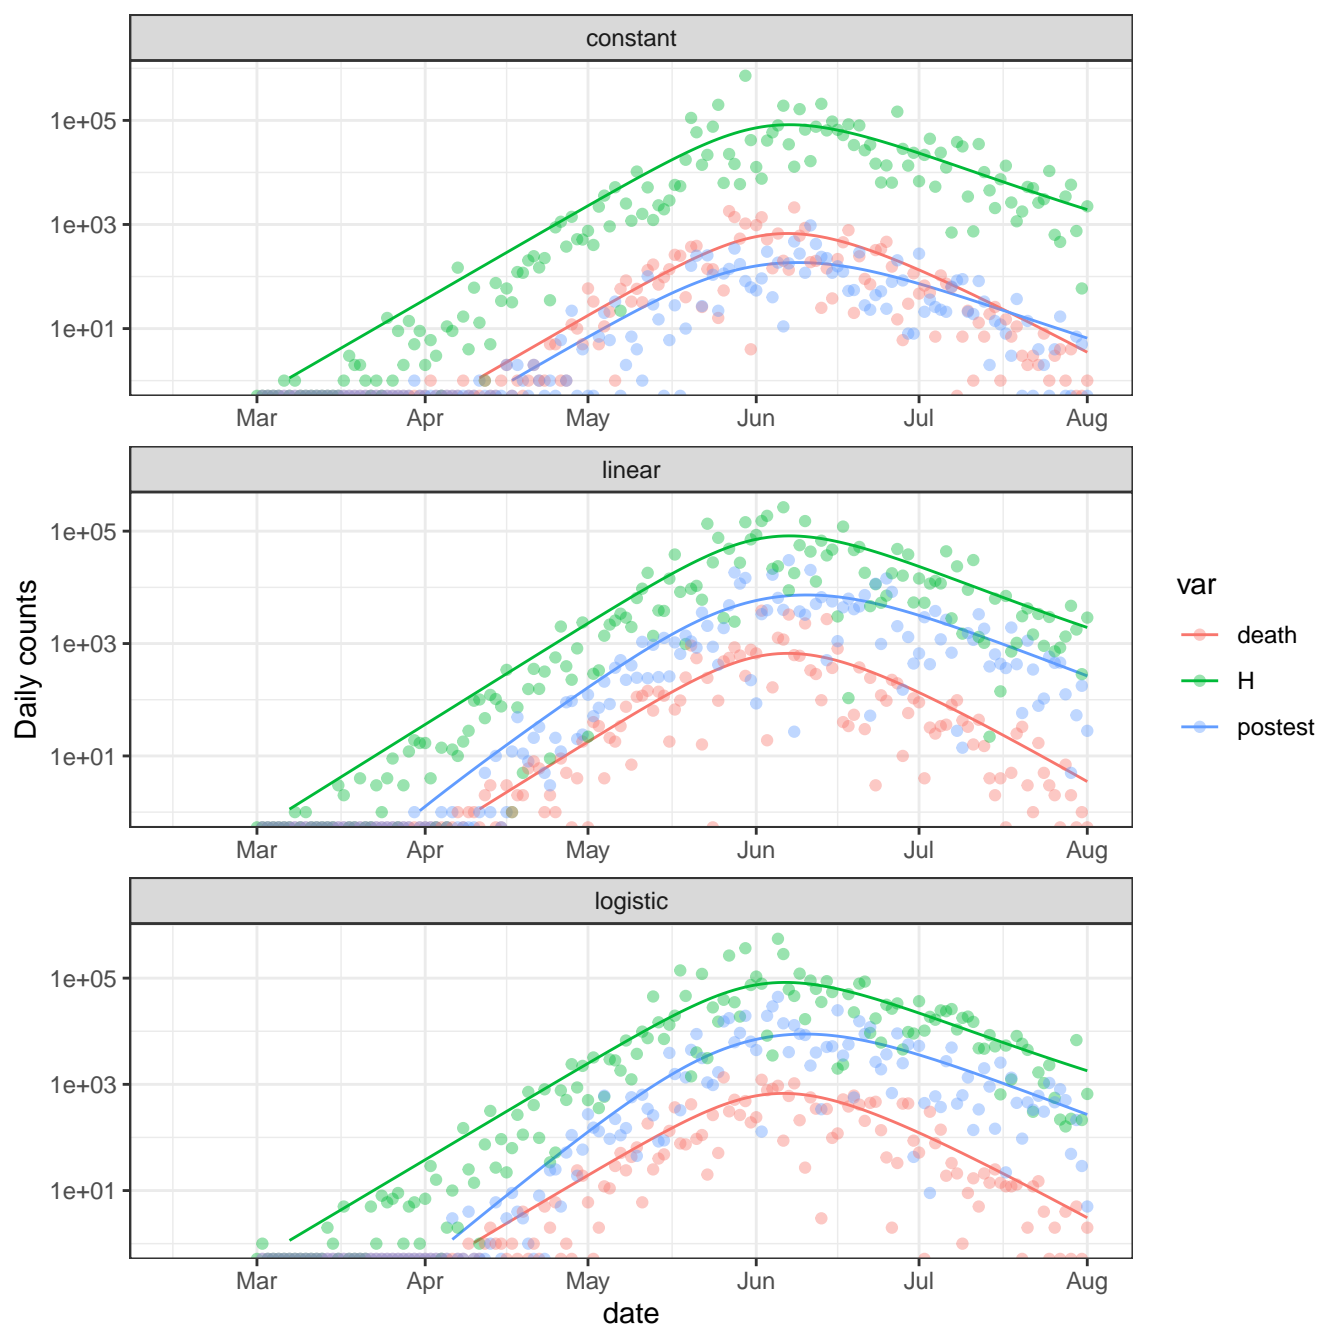 constant
1e+05
1e+03
1e+01
Mar Apr May Jun Jul Aug
linear
1e+05
1e+03
1e+01
Mar Apr May Jun Jul Aug
logistic
1e+05
1e+03
1e+01
Mar Apr May Jun Jul Aug
date
Daily counts
var
death
H
postest